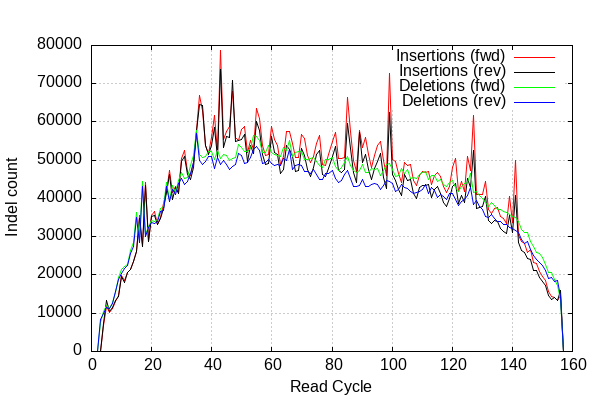 Insertions (fwd)
Insertions (rev)
Deletions (fwd)
Deletions (rev)
80000
70000
60000
50000
40000
30000
20000
10000
0
Indel count
0 20 40 60 80 100 120 140 160
Read Cycle